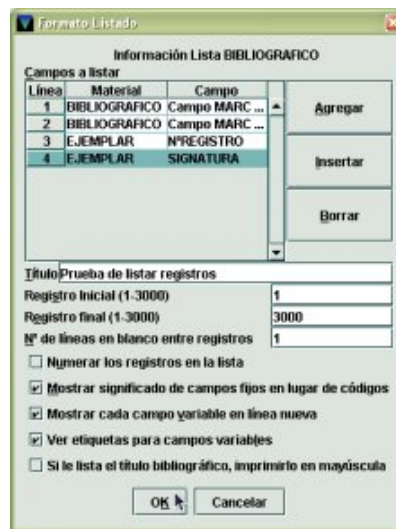 Formato Listado
Información Lista BIBLIOGRAFICO
Campos a listar
Línea Material Campo
1 BIBLIOGRAFICO Campo MARC ...
2 BIBLIOGRAFICO Campo MARC ...
3 EJEMPLAR NºREGISTRO
4 EJEMPLAR SIGNATURA
Agregar
Insertar
Borrar
Título Prueba de listar registros
Registro Inicial (1-3000) 1
Registro final (1-3000) 3000
Nº de líneas en blanco entre registros 1
Numerar los registros en la lista
Mostrar significado de campos fijos en lugar de códigos
Mostrar cada campo variable en línea nueva
Ver etiquetas para campos variables
Si le lista el título bibliográfico, imprimirlo en mayúscula
OK Cancelar